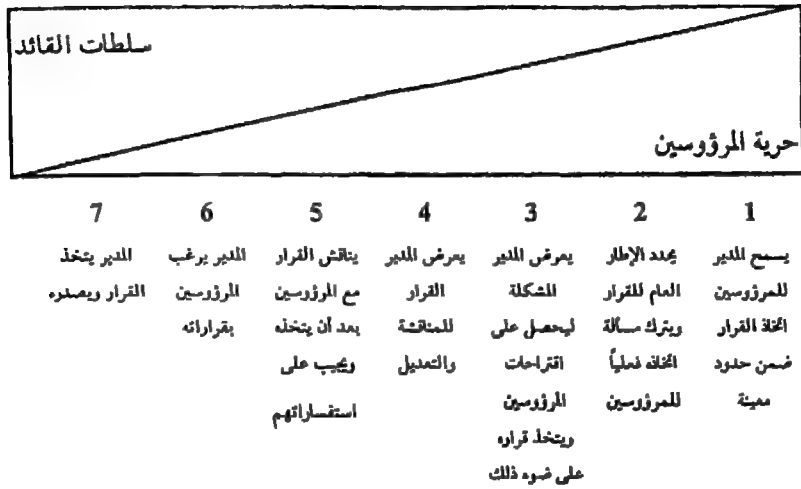 سلطات القائد
حرية المرؤوسين
1
يسمح المدير
للمرؤوسين
اتخاذ القرار
ضمن حدود
معينة
2
يحدد الإطار
العام للقرار
ويترك مسألة
اتخاذه فعلياً
للمرؤوسين
3
يعرض المدير
المشكلة
ليحصل على
اقتراحات
المرؤوسين
ويتخذ قراره
على ضوء ذلك
4
يعرض المدير
القرار
للمناقشة
والتعديل
5
يناقش القرار
مع المرؤوسين
بعد أن يتخذه
ويجيب على
استفساراتهم
6
المدير يرغب
المرؤوسين
بقراراته
7
المدير يتخذ
القرار ويصدره